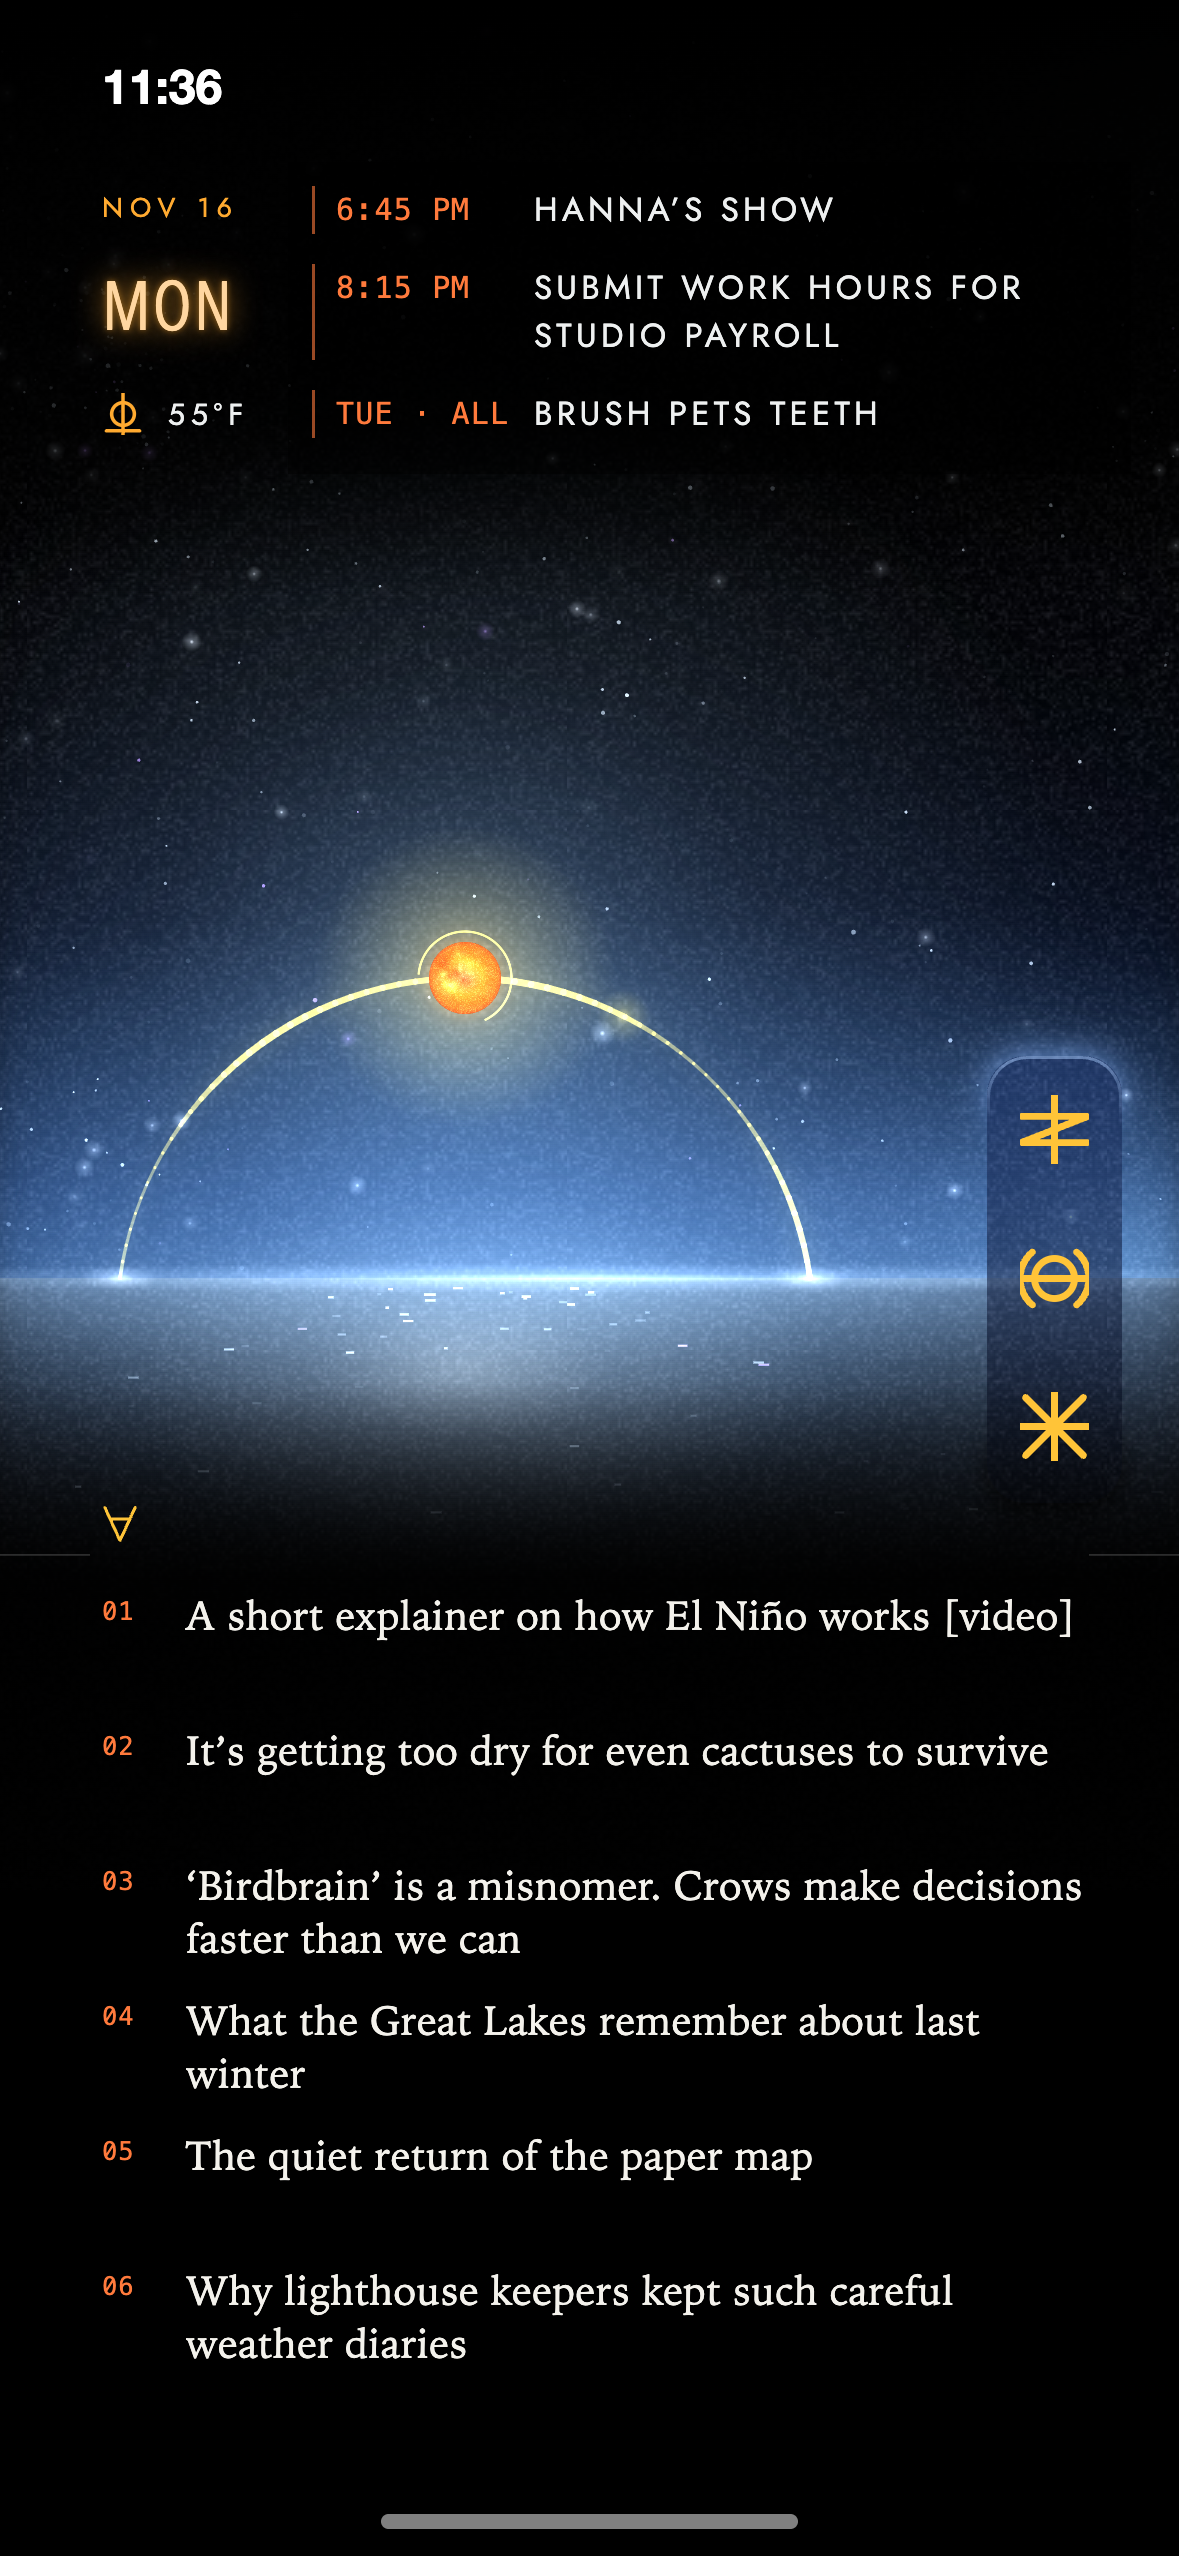 11:36
NOV 16
MON
55°F
6:45 PM HANNA’S SHOW
8:15 PM SUBMIT WORK HOURS FOR
STUDIO PAYROLL
TUE · ALL BRUSH PETS TEETH
01 A short explainer on how El Niño works [video]
02 It’s getting too dry for even cactuses to survive
03 ‘Birdbrain’ is a misnomer. Crows make decisions
faster than we can
04 What the Great Lakes remember about last
winter
05 The quiet return of the paper map
06 Why lighthouse keepers kept such careful
weather diaries